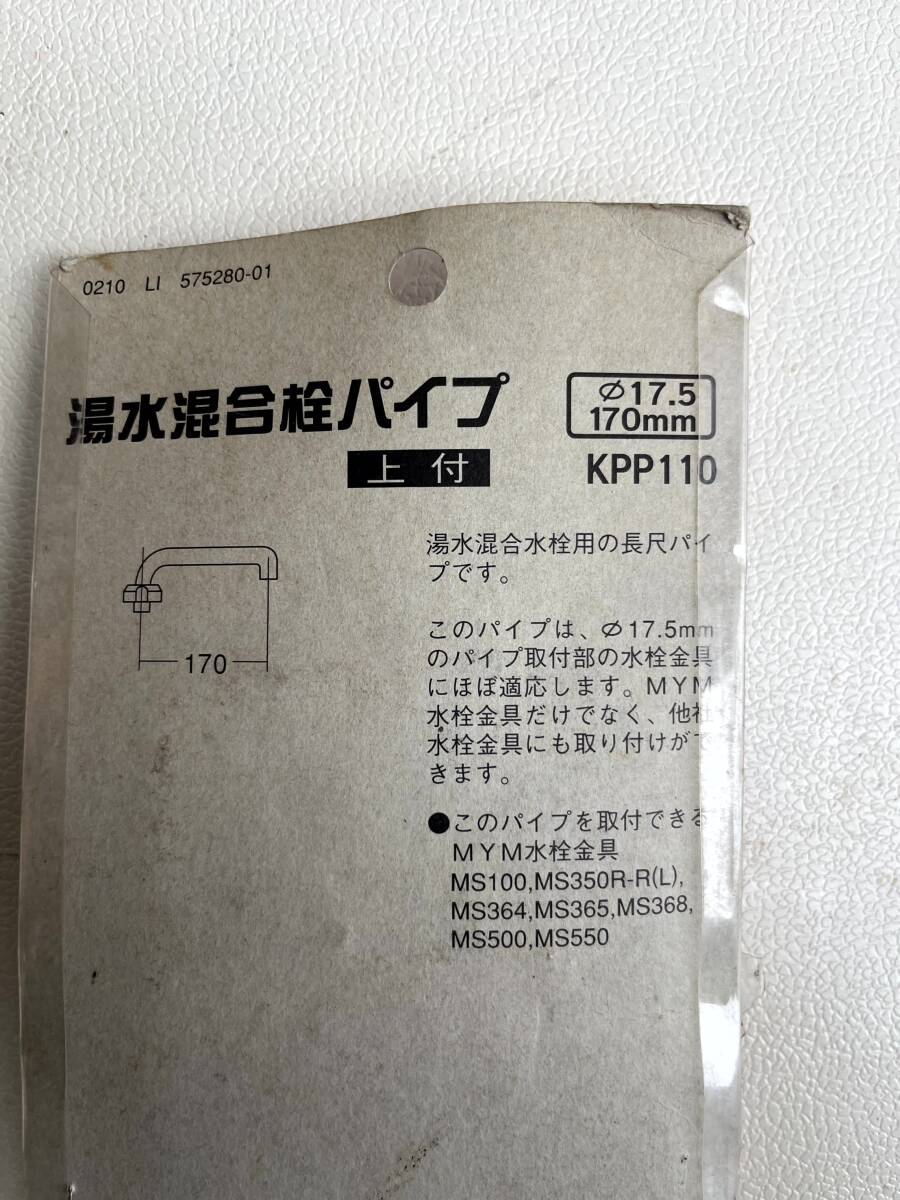 0210 LI 575280-01
湯水混合栓パイプ
φ17.5
170mm
上付
KPP110
170
湯水混合水栓用の長尺パイ
プです。
このパイプは、φ17.5mm
のパイプ取付部の水栓金具
にほぼ適応します。MYM
水栓金具だけでなく、他社
水栓金具にも取り付けがで
きます。
●このパイプを取付できる
MYM水栓金具
MS100,MS350R-R(L),
MS364,MS365,MS368,
MS500,MS550